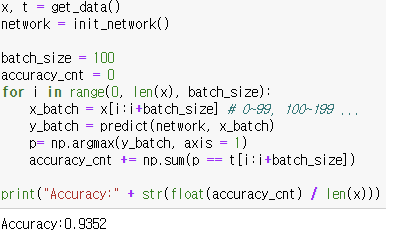 x, t = get_data()
network = init_network()
batch_size = 100
accuracy_cnt = 0
for i in range(0, len(x), batch_size):
    x_batch = x[i:i+batch_size] # 0~99, 100~199 ...
    y_batch = predict(network, x_batch)
    p= np.argmax(y_batch, axis = 1)
    accuracy_cnt += np.sum(p == t[i:i+batch_size])
print("Accuracy:" + str(float(accuracy_cnt) / len(x)))
Accuracy:0.9352